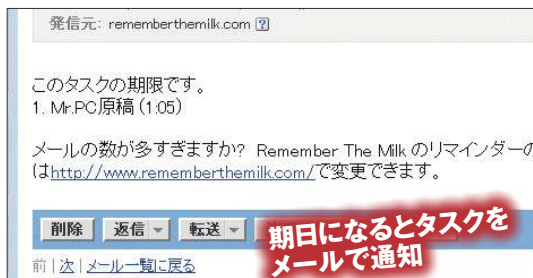 発信元: rememberthemilk.com [?]
このタスクの期限です。
1. Mr.PC原稿 (1:05)
メールの数が多すぎますか? Remember The Milk のリマインダーの
はhttp://www.rememberthemilk.com/で変更できます。
削除 返信 転送
期日になるとタスクを
メールで通知
前 | 次 | メール一覧に戻る